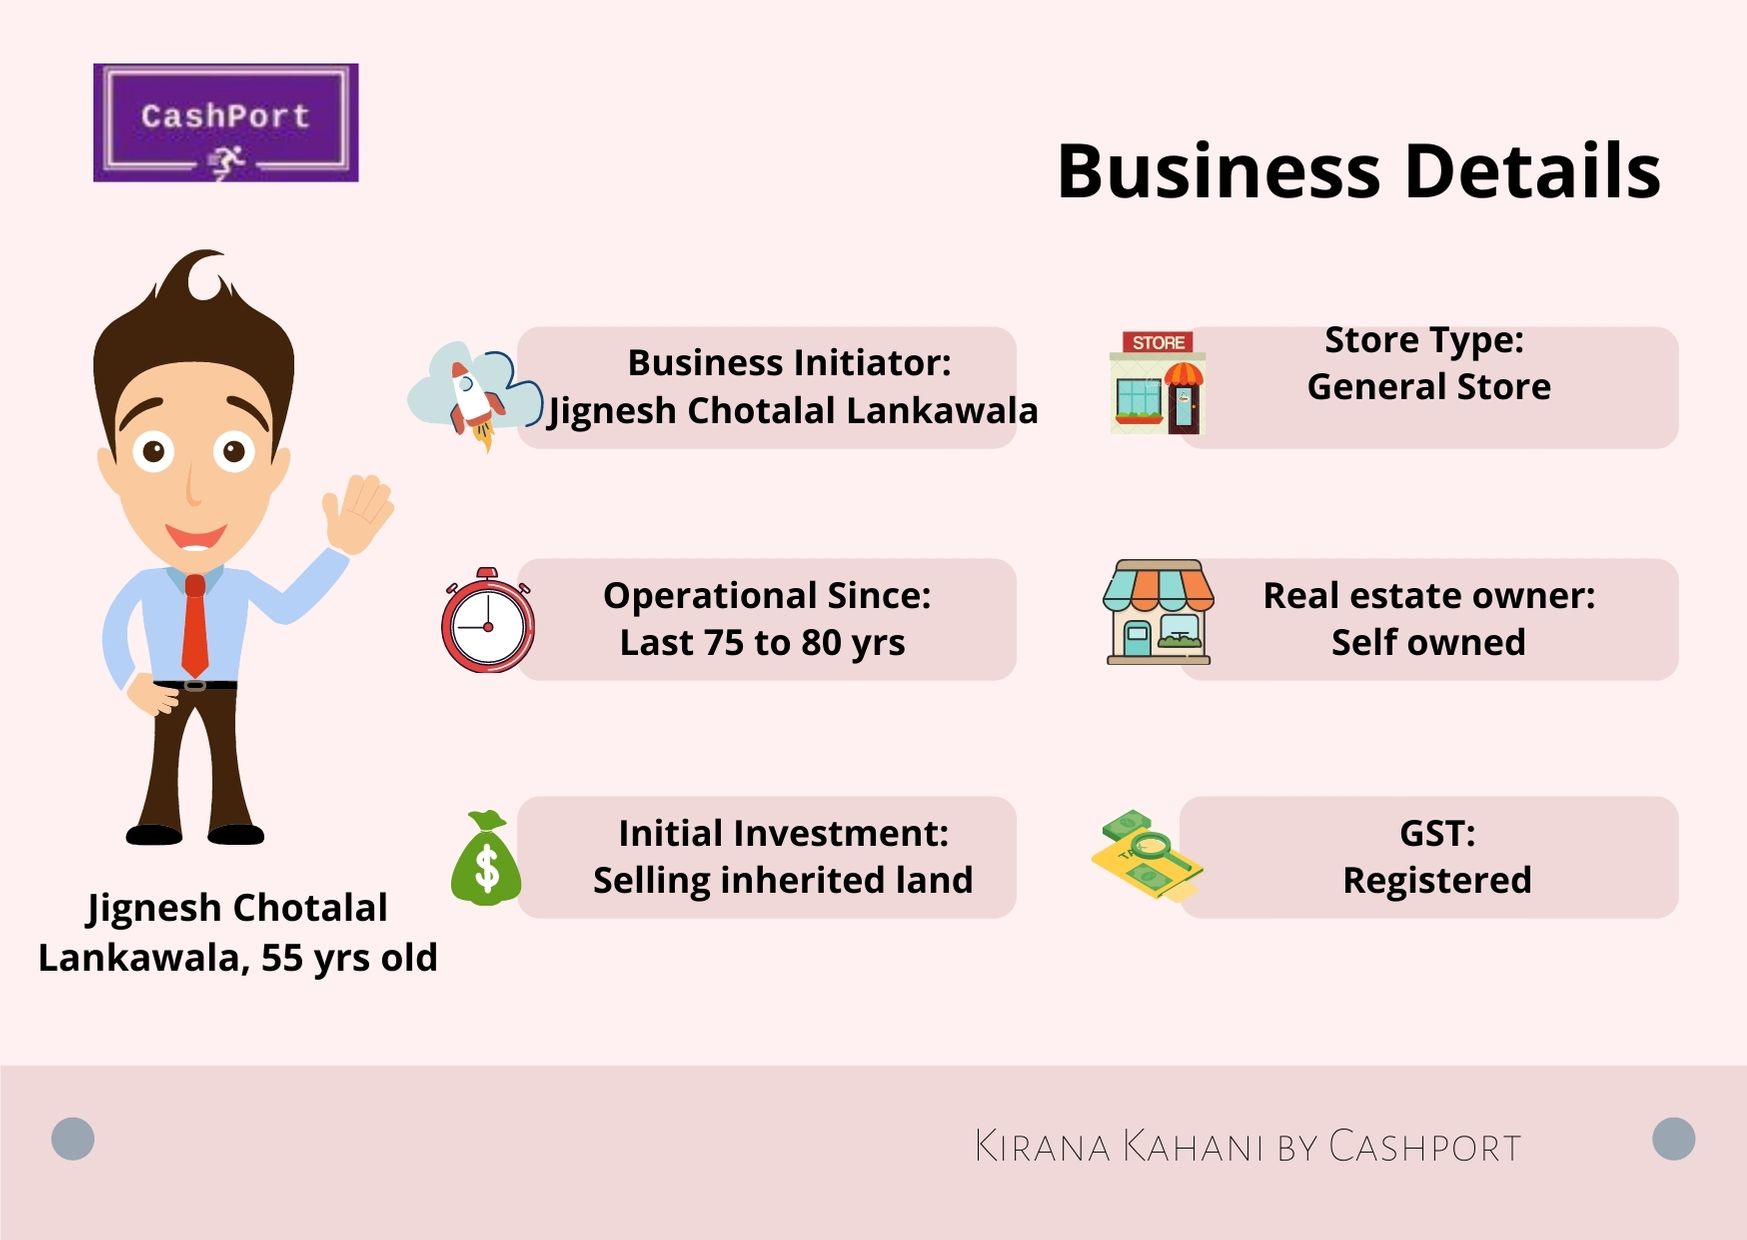 CashPort
Business Details
Business Initiator:
Jignesh Chotalal Lankawala
STORE
Store Type:
General Store
Operational Since:
Last 75 to 80 yrs
Real estate owner:
Self owned
Initial Investment:
Selling inherited land
GST:
Registered
Jignesh Chotalal
Lankawala, 55 yrs old
Kirana Kahani by Cashport